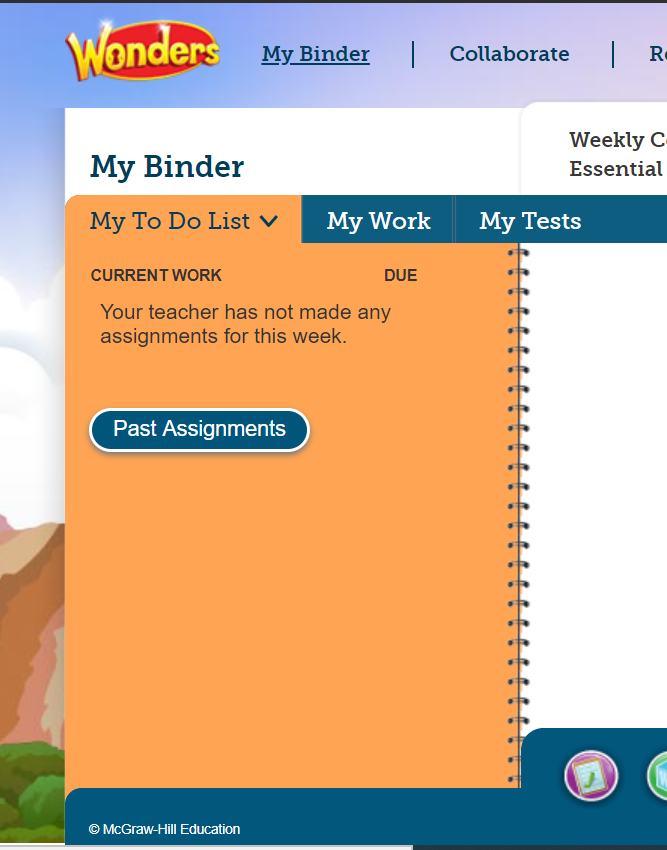 Wonders
My Binder
Collaborate
Weekly
Essential
My Binder
My To Do List
My Work
My Tests
CURRENT WORK
DUE
Your teacher has not made any
assignments for this week.
Past Assignments
© McGraw-Hill Education